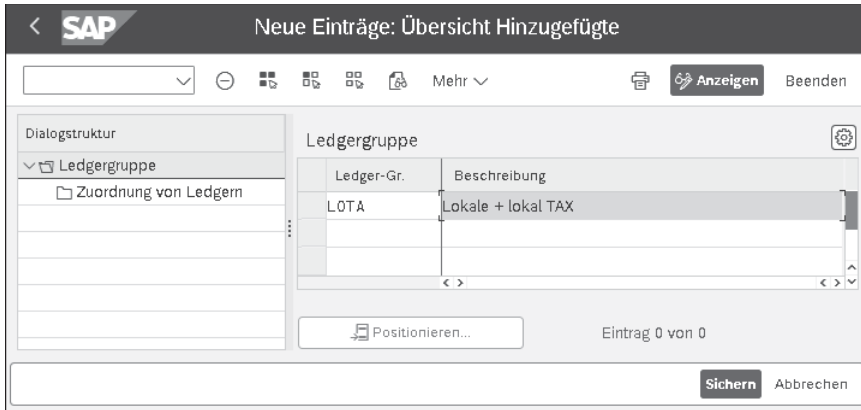 SAP Neue Einträge: Übersicht Hinzugefügte
Mehr Anzeigen Beenden
Dialogstruktur
Ledgergruppe
Zuordnung von Ledgern
Ledgergruppe
Ledger-Gr. Beschreibung
LOTA Lokale + lokal TAX
Positionieren... Eintrag 0 von 0
Sichern Abbrechen